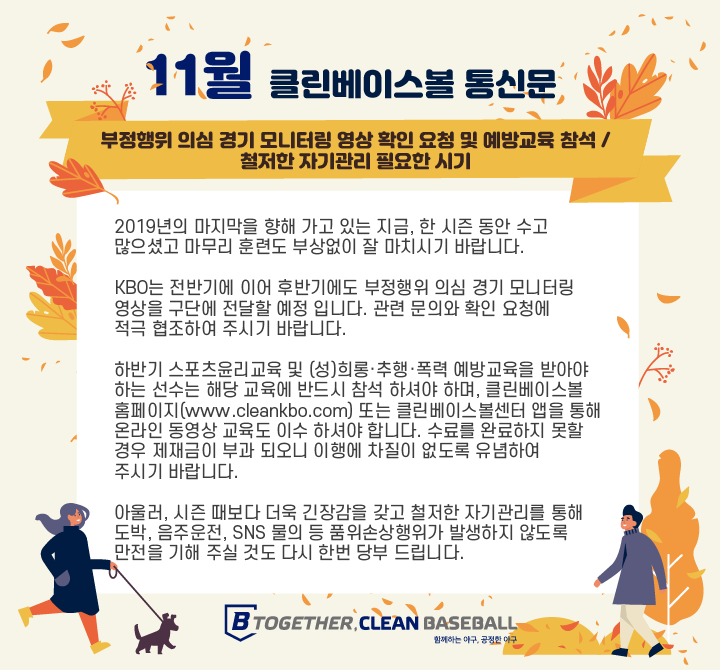 11월 클린베이스볼 통신문
부정행위 의심 경기 모니터링 영상 확인 요청 및 예방교육 참석 /
철저한 자기관리 필요한 시기
2019년의 마지막을 향해 가고 있는 지금, 한 시즌 동안 수고
많으셨고 마무리 훈련도 부상없이 잘 마치시기 바랍니다.
KBO는 전반기에 이어 후반기에도 부정행위 의심 경기 모니터링
영상을 구단에 전달할 예정 입니다. 관련 문의와 확인 요청에
적극 협조하여 주시기 바랍니다.
하반기 스포츠윤리교육 및 (성)희롱·추행·폭력 예방교육을 받아야
하는 선수는 해당 교육에 반드시 참석 하셔야 하며, 클린베이스볼
홈페이지(www.cleankbo.com) 또는 클린베이스볼센터 앱을 통해
온라인 동영상 교육도 이수 하셔야 합니다. 수료를 완료하지 못할
경우 제재금이 부과 되오니 이행에 차질이 없도록 유념하여
주시기 바랍니다.
아울러, 시즌 때보다 더욱 긴장감을 갖고 철저한 자기관리를 통해
도박, 음주운전, SNS 물의 등 품위손상행위가 발생하지 않도록
만전을 기해 주실 것도 다시 한번 당부 드립니다.
B TOGETHER, CLEAN BASEBALL
함께하는 야구, 공정한 야구